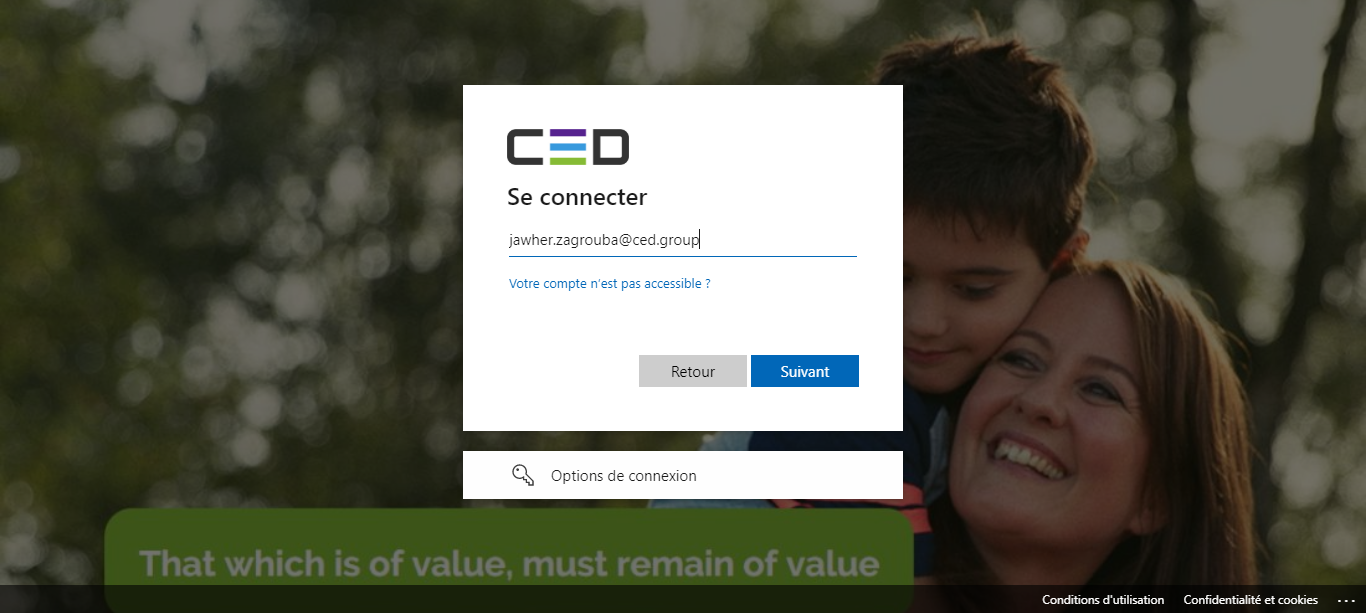 CED
Se connecter
jawher.zagrouba@ced.group
Votre compte n'est pas accessible ?
Retour
Suivant
Options de connexion
That which is of value, must remain of value
Conditions d'utilisation
Confidentialité et cookies
...